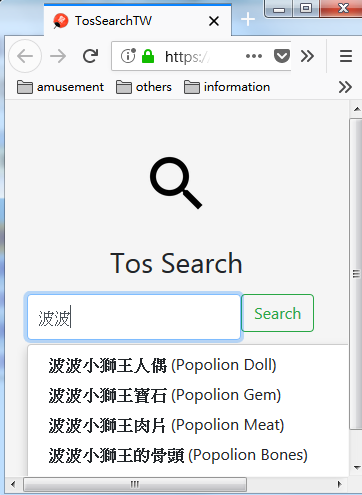 TosSearchTW
https:/
amusement
others
information
Tos Search
波波
Search
波波小獅王人偶 (Popolion Doll)
波波小獅王寶石 (Popolion Gem)
波波小獅王肉片 (Popolion Meat)
波波小獅王的骨頭 (Popolion Bones)